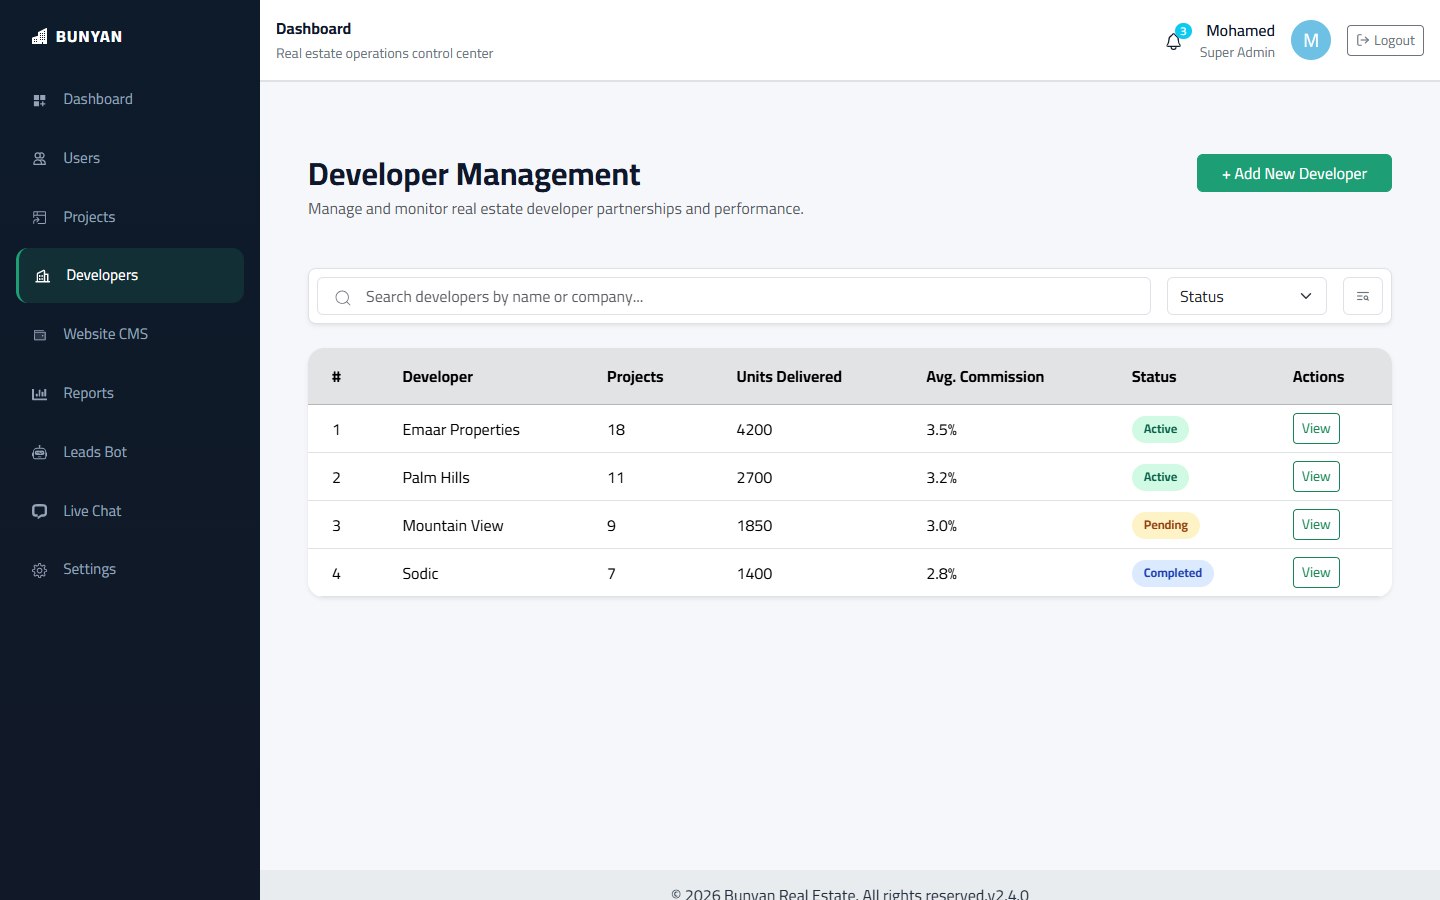 BUNYAN
Dashboard
Users
Projects
Developers
Website CMS
Reports
Leads Bot
Live Chat
Settings
Dashboard
Real estate operations control center
3
Mohamed
Super Admin
M
Logout
Developer Management
Manage and monitor real estate developer partnerships and performance.
+ Add New Developer
Search developers by name or company...
Status
# Developer Projects Units Delivered Avg. Commission Status Actions
1 Emaar Properties 18 4200 3.5% Active View
2 Palm Hills 11 2700 3.2% Active View
3 Mountain View 9 1850 3.0% Pending View
4 Sodic 7 1400 2.8% Completed View
© 2026 Bunyan Real Estate. All rights reserved.v2.4.0